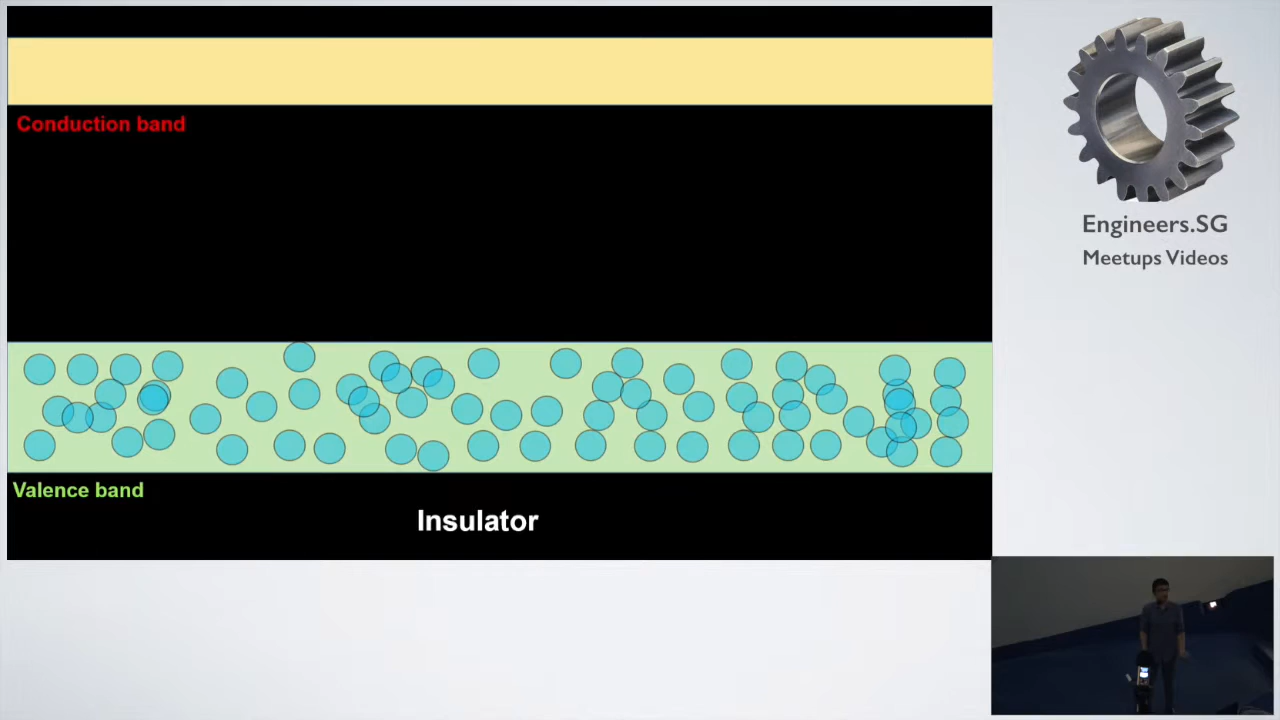 Conduction band
Valence band
Insulator
Engineers.SG
Meetups Videos